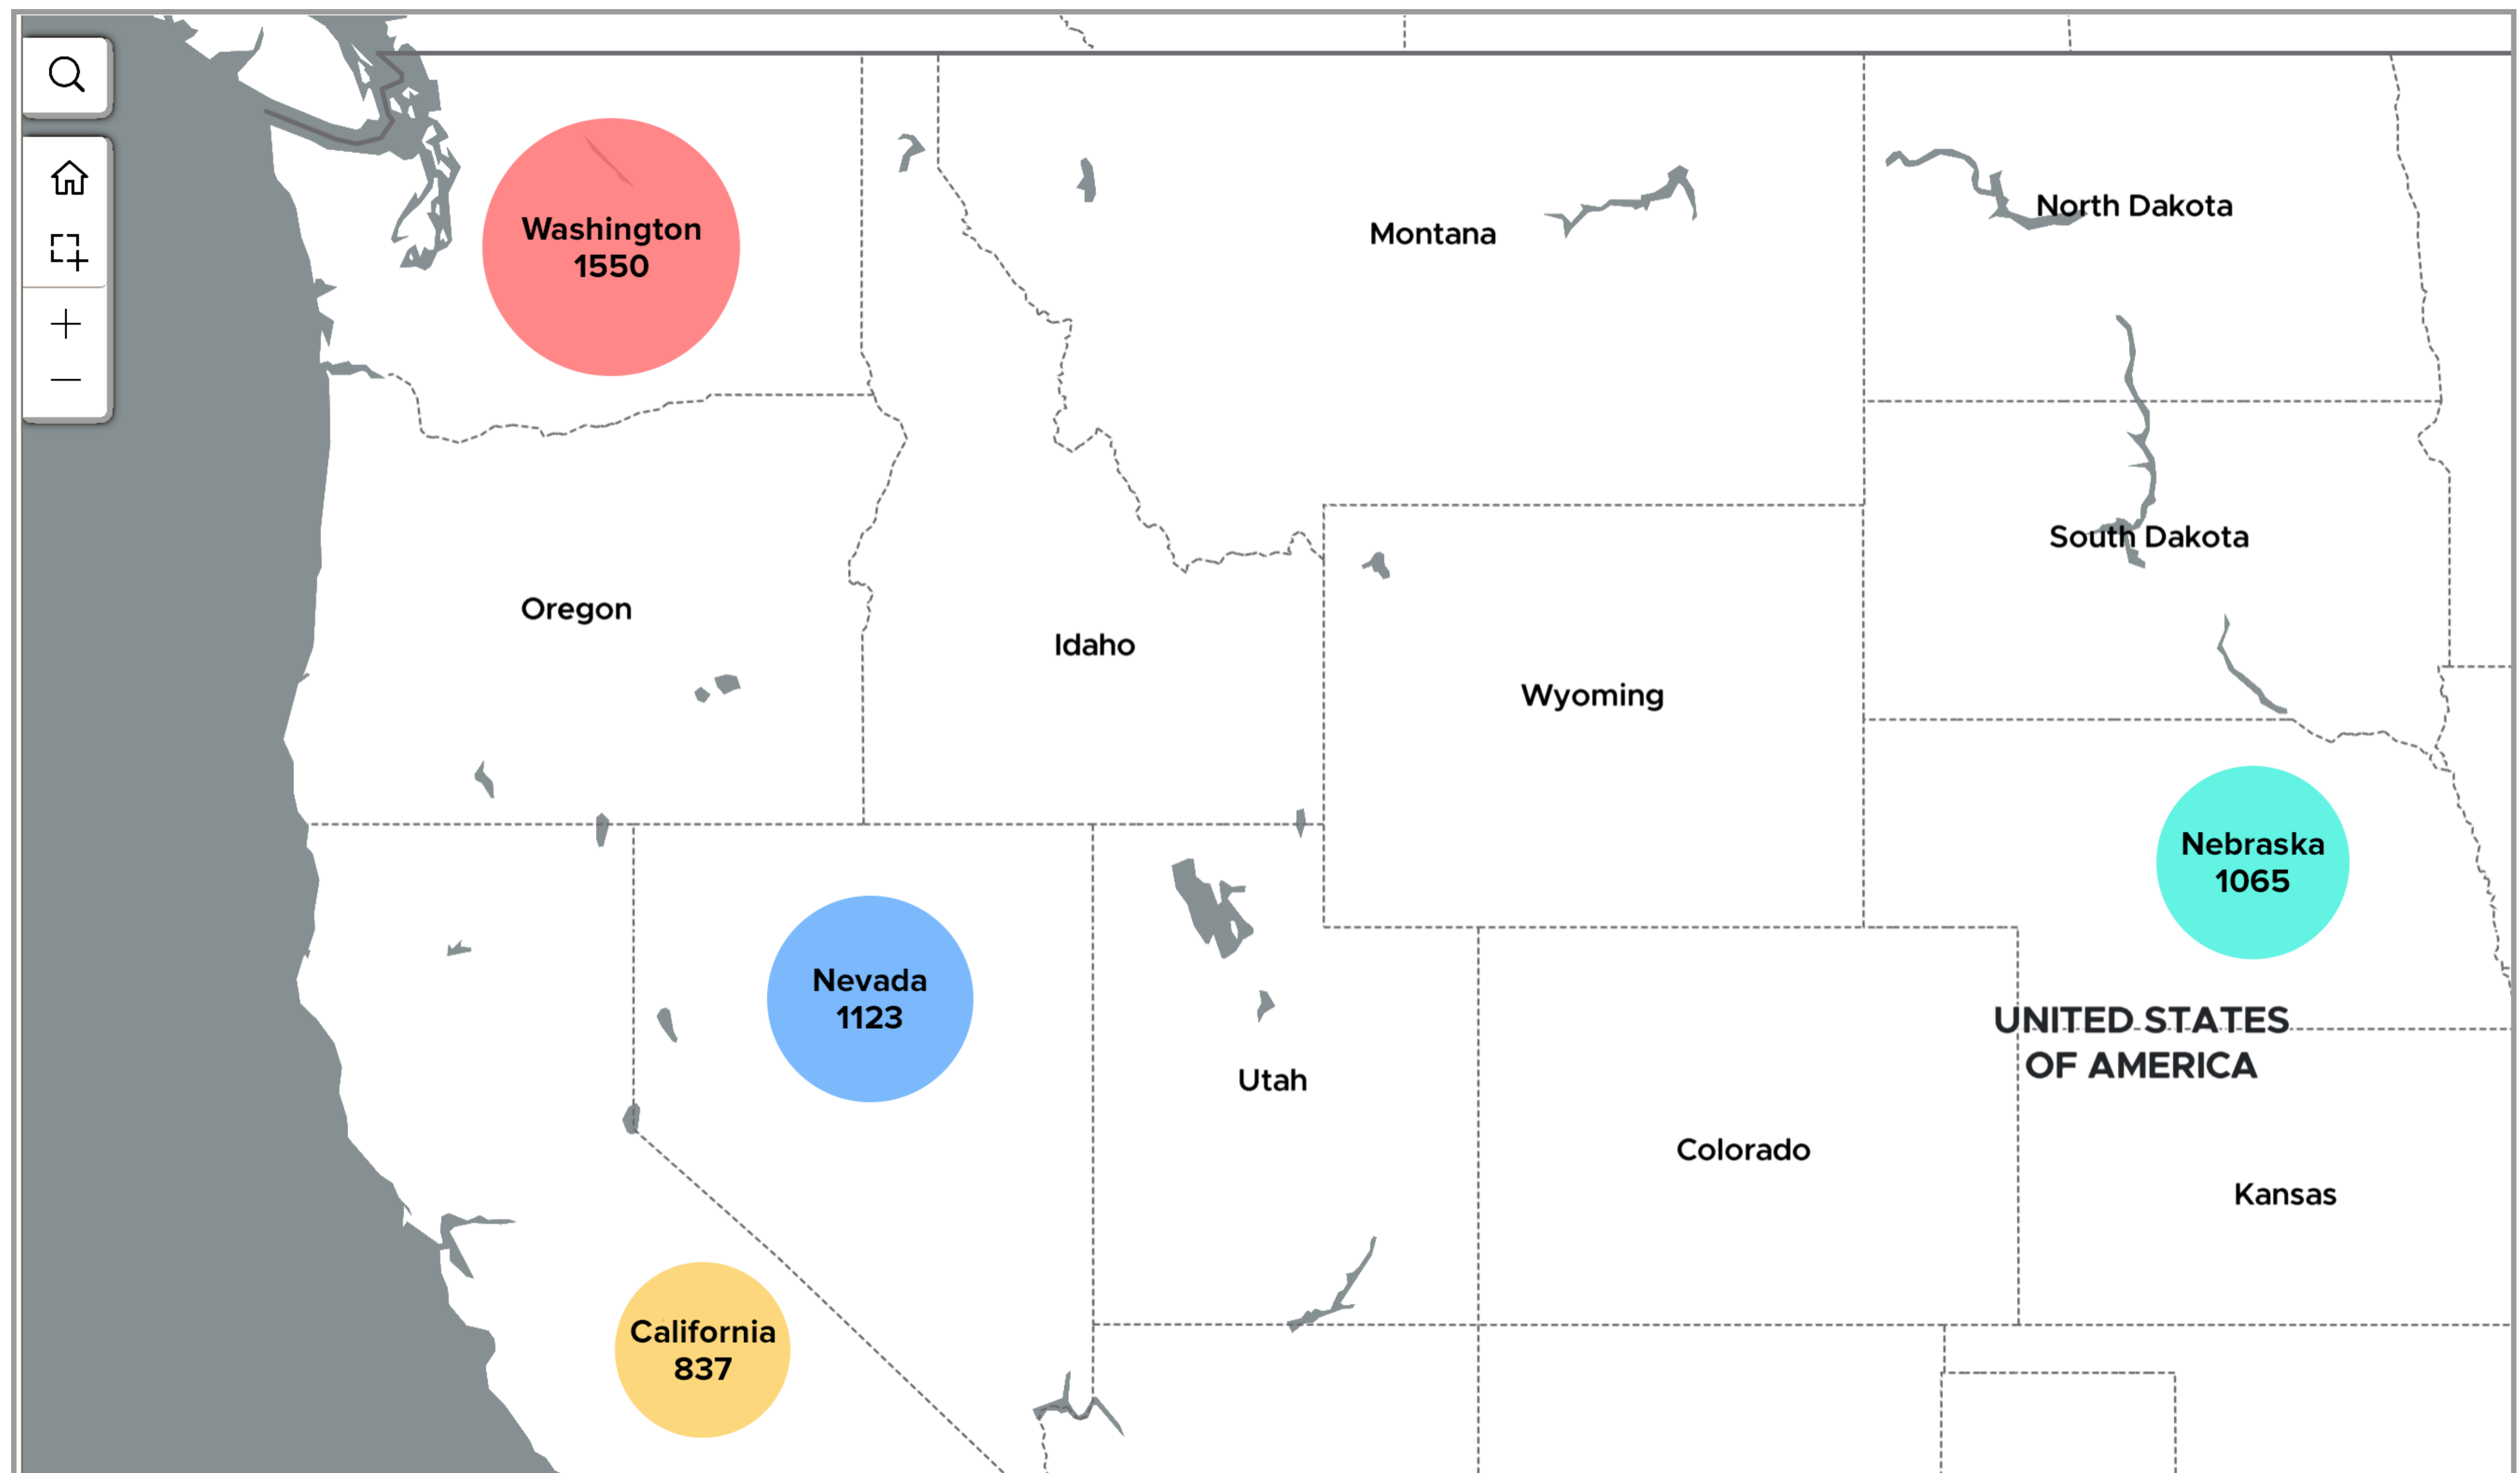 Washington
1550
Montana
North Dakota
South Dakota
Oregon
Idaho
Wyoming
Nebraska
1065
Nevada
1123
UNITED STATES
OF AMERICA
Utah
Colorado
Kansas
California
837